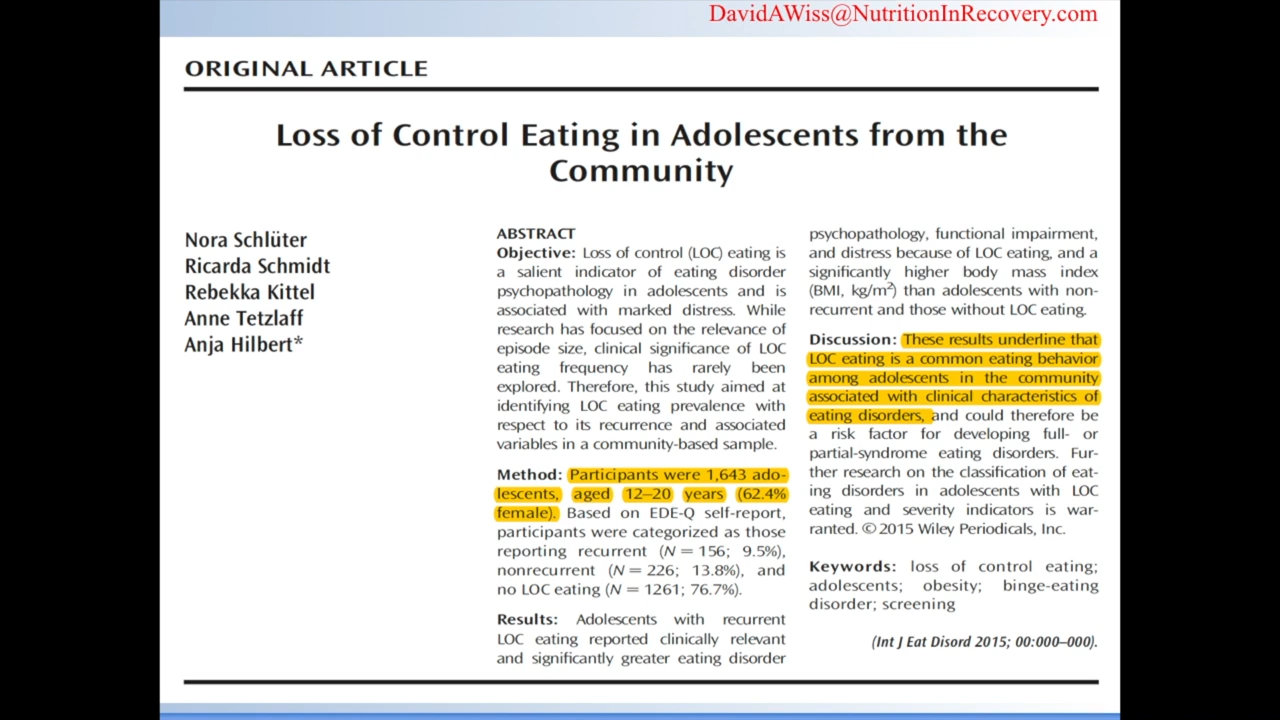 DavidAWiss@NutritionInRecovery.com
ORIGINAL ARTICLE
Loss of Control Eating in Adolescents from the
Community
Nora Schlüter
Ricarda Schmidt
Rebekka Kittel
Anne Tetzlaff
Anja Hilbert*
ABSTRACT
Objective: Loss of control (LOC) eating is
a salient indicator of eating disorder
psychopathology in adolescents and is
associated with marked distress. While
research has focused on the relevance of
episode size, clinical significance of LOC
eating frequency has rarely been
explored. Therefore, this study aimed at
identifying LOC eating prevalence with
respect to its recurrence and associated
variables in a community-based sample.
Method: Participants were 1,643 ado-
lescents, aged 12–20 years (62.4%
female). Based on EDE-Q self-report,
participants were categorized as those
reporting recurrent (N = 156; 9.5%),
nonrecurrent (N = 226; 13.8%), and
no LOC eating (N = 1261; 76.7%).
Results: Adolescents with recurrent
LOC eating reported clinically relevant
and significantly greater eating disorder
psychopathology, functional impairment,
and distress because of LOC eating, and a
significantly higher body mass index
(BMI, kg/m²) than adolescents with non-
recurrent and those without LOC eating.
Discussion: These results underline that
LOC eating is a common eating behavior
among adolescents in the community
associated with clinical characteristics of
eating disorders, and could therefore be
a risk factor for developing full- or
partial-syndrome eating disorders. Fur-
ther research on the classification of eat-
ing disorders in adolescents with LOC
eating and severity indicators is war-
ranted. © 2015 Wiley Periodicals, Inc.
Keywords: loss of control eating;
adolescents; obesity; binge-eating
disorder; screening
(Int J Eat Disord 2015; 00:000–000).